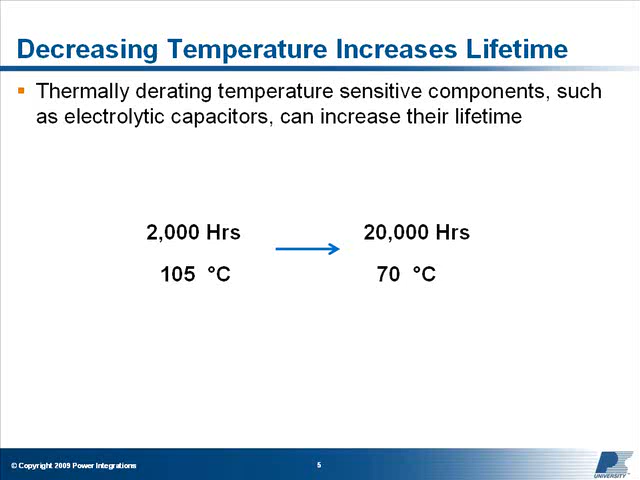 Decreasing Temperature Increases Lifetime
Thermally derating temperature sensitive components, such
as electrolytic capacitors, can increase their lifetime
2,000 Hrs 20,000 Hrs
105 °C 70 °C
© Copyright 2009 Power Integrations 5
UNIVERSITY